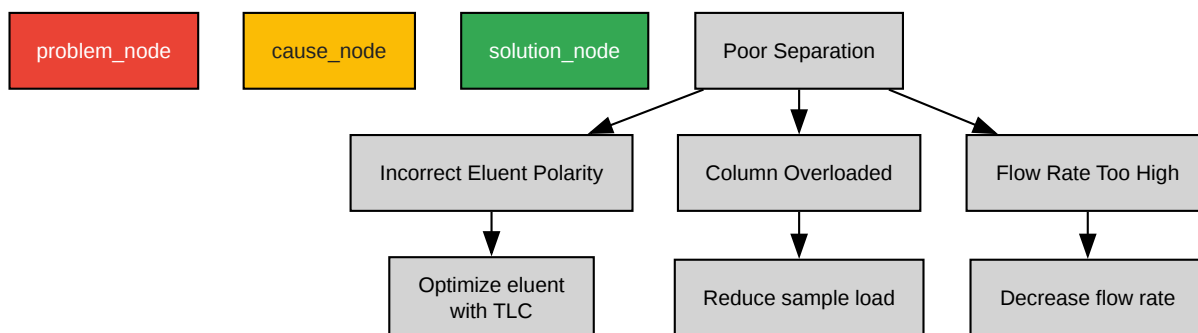 problem_node
cause_node
solution_node
Poor Separation
Incorrect Eluent Polarity
Column Overloaded
Flow Rate Too High
Optimize eluent
with TLC
Reduce sample load
Decrease flow rate